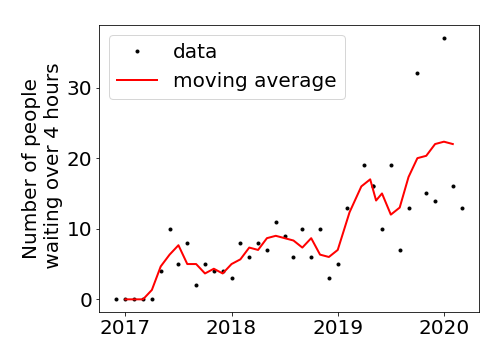 data
moving average
Number of people
waiting over 4 hours
30
20
10
0
2017 2018 2019 2020